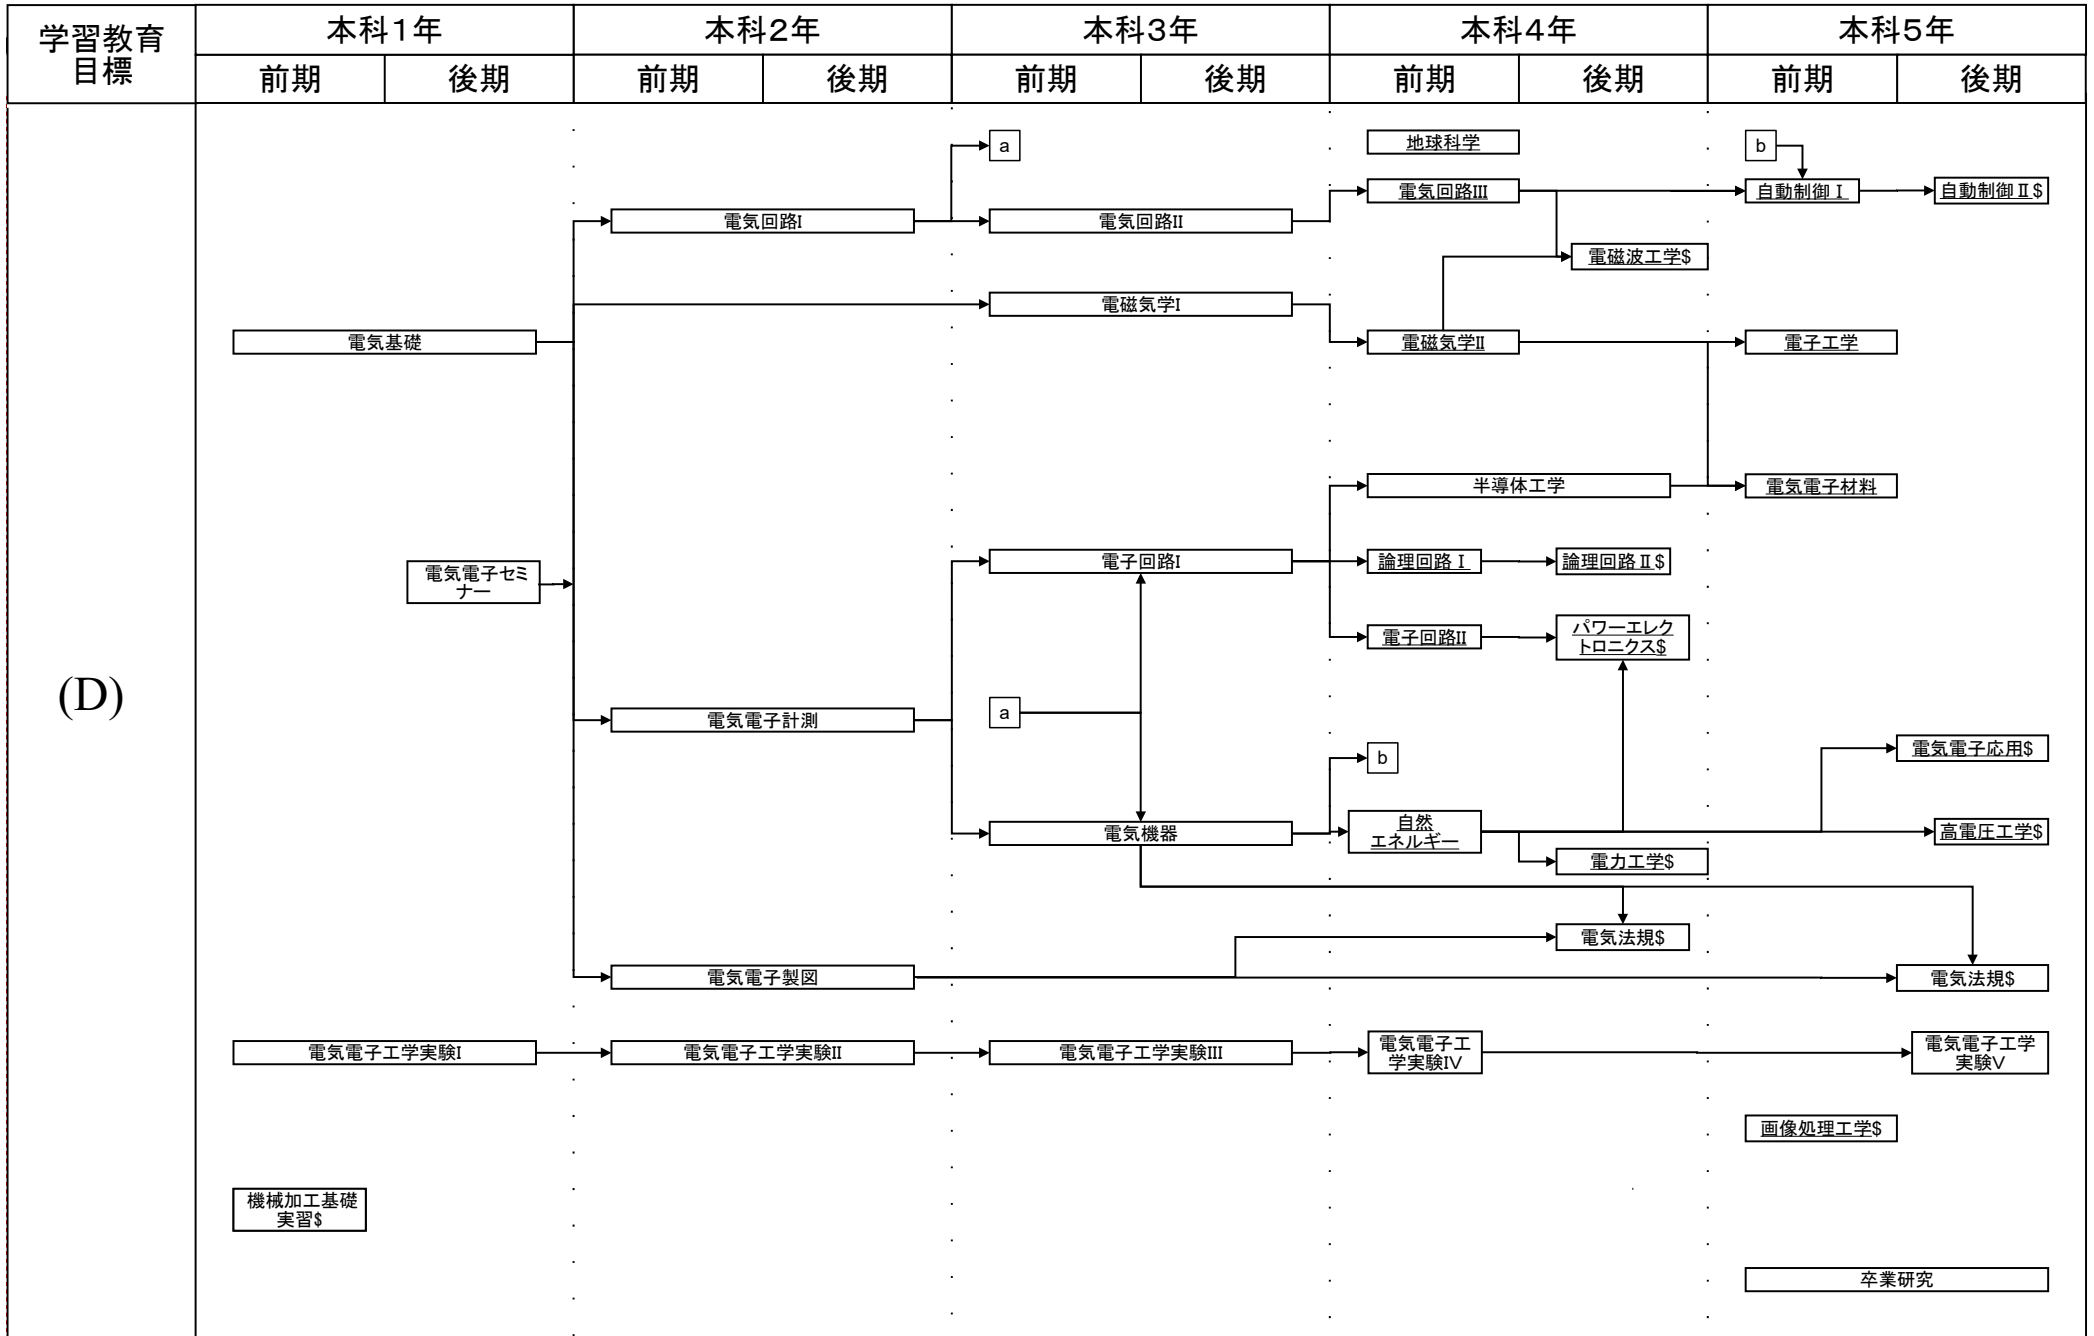 学習教育
目標
本科1年
本科2年
本科3年
本科4年
本科5年
前期
後期
前期
後期
前期
後期
前期
後期
前期
後期
(D)
a
地球科学
b
電気回路III
自動制御Ⅰ
自動制御Ⅱ$
電気回路I
電気回路II
電磁波工学$
電磁気学I
電気基礎
電磁気学II
電子工学
半導体工学
電気電子材料
電子回路I
論理回路Ⅰ
論理回路Ⅱ$
電気電子セミ
ナー
電子回路II
パワーエレク
トロニクス$
a
電気電子計測
b
電気電子応用$
電気機器
自然
エネルギー
高電圧工学$
電力工学$
電気法規$
電気電子製図
電気法規$
電気電子工学実験I
電気電子工学実験II
電気電子工学実験III
電気電子工
学実験IV
電気電子工学
実験V
画像処理工学$
機械加工基礎
実習$
卒業研究